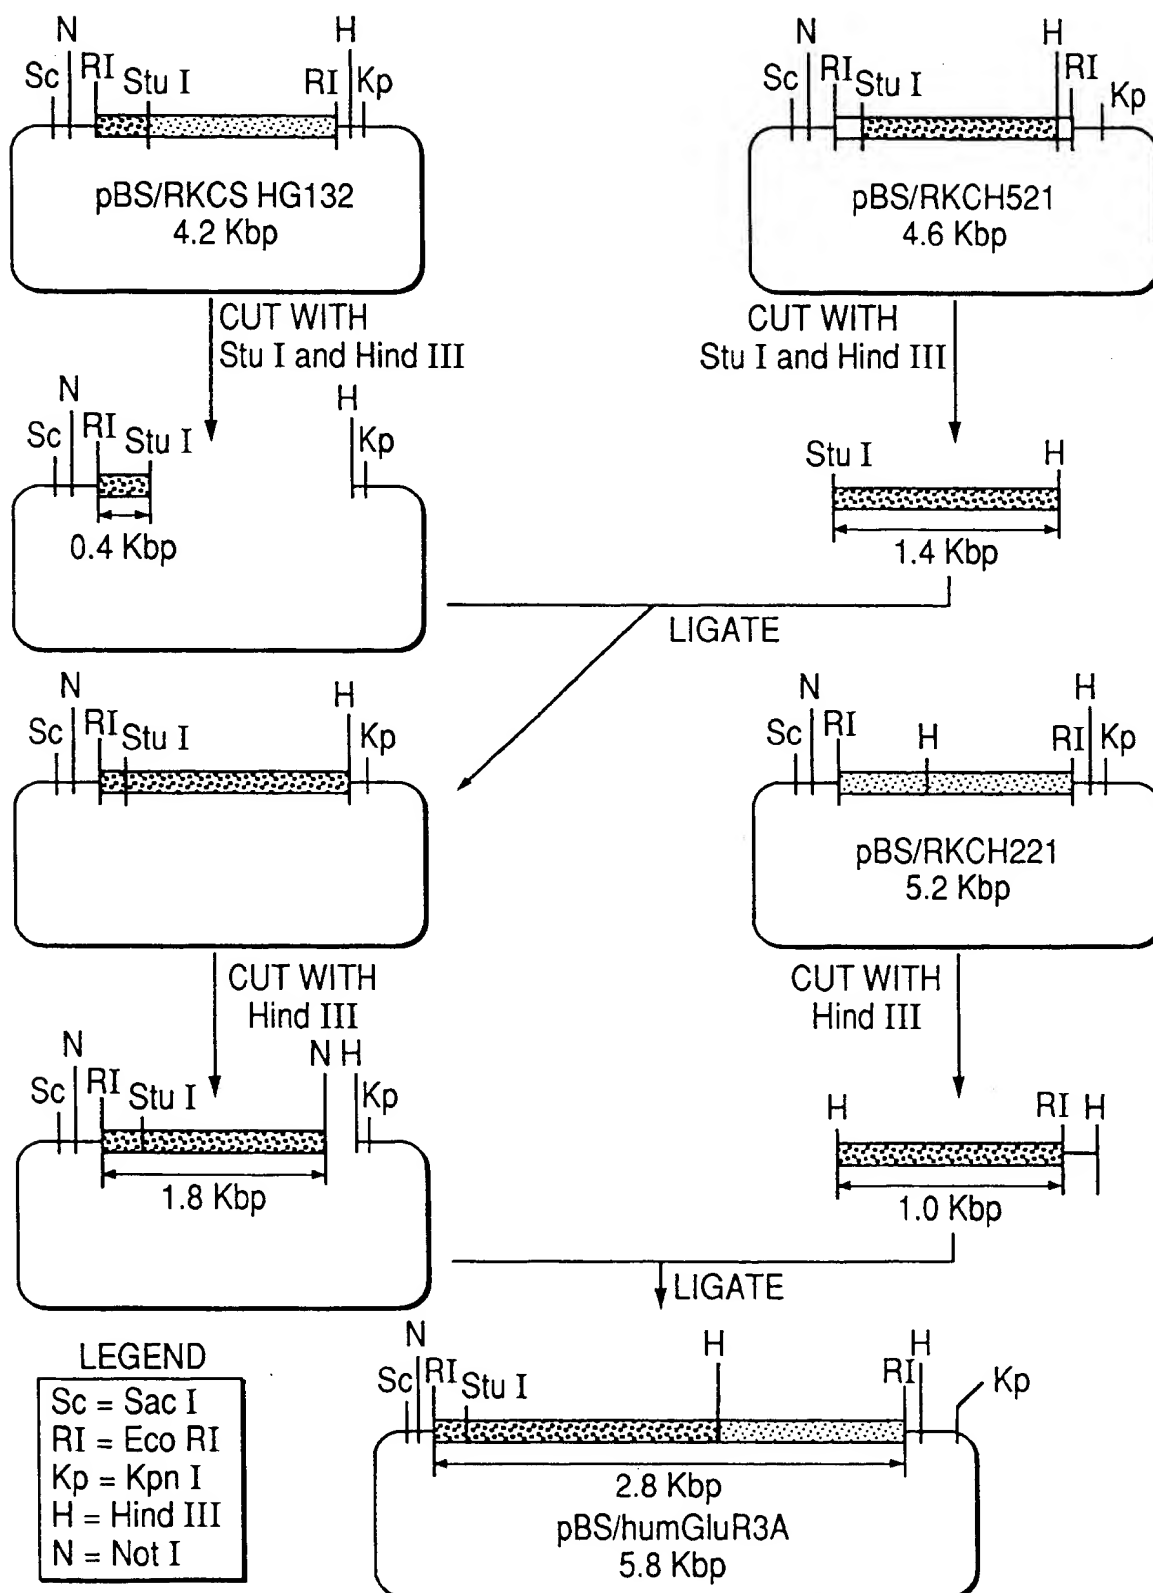 N
H
Sc
RI
Stu I
RI
Kp
pBS/RKCS HG132
4.2 Kbp
N
H
Sc
RI
Stu I
RI
Kp
pBS/RKCH521
4.6 Kbp
CUT WITH
Stu I and Hind III
CUT WITH
Stu I and Hind III
N
H
Sc
RI
Stu I
Kp
0.4 Kbp
Stu I
H
1.4 Kbp
LIGATE
N
H
Sc
RI
Stu I
Kp
N
H
Sc
RI
H
RI
Kp
pBS/RKCH221
5.2 Kbp
CUT WITH
Hind III
CUT WITH
Hind III
N
N H
Sc
RI
Stu I
Kp
1.8 Kbp
H
RI
H
1.0 Kbp
LIGATE
N
H
H
Sc
RI
Stu I
RI
Kp
2.8 Kbp
pBS/humGluR3A
5.8 Kbp
LEGEND
Sc = Sac I
RI = Eco RI
Kp = Kpn I
H = Hind III
N = Not I